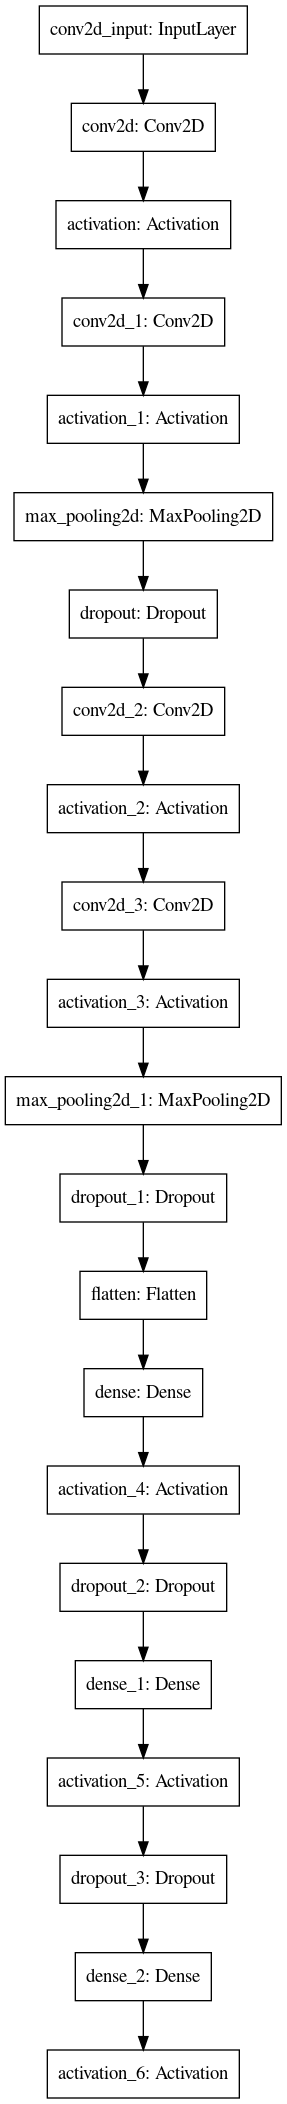 conv2d_input: InputLayer
conv2d: Conv2D
activation: Activation
conv2d_1: Conv2D
activation_1: Activation
max_pooling2d: MaxPooling2D
dropout: Dropout
conv2d_2: Conv2D
activation_2: Activation
conv2d_3: Conv2D
activation_3: Activation
max_pooling2d_1: MaxPooling2D
dropout_1: Dropout
flatten: Flatten
dense: Dense
activation_4: Activation
dropout_2: Dropout
dense_1: Dense
activation_5: Activation
dropout_3: Dropout
dense_2: Dense
activation_6: Activation